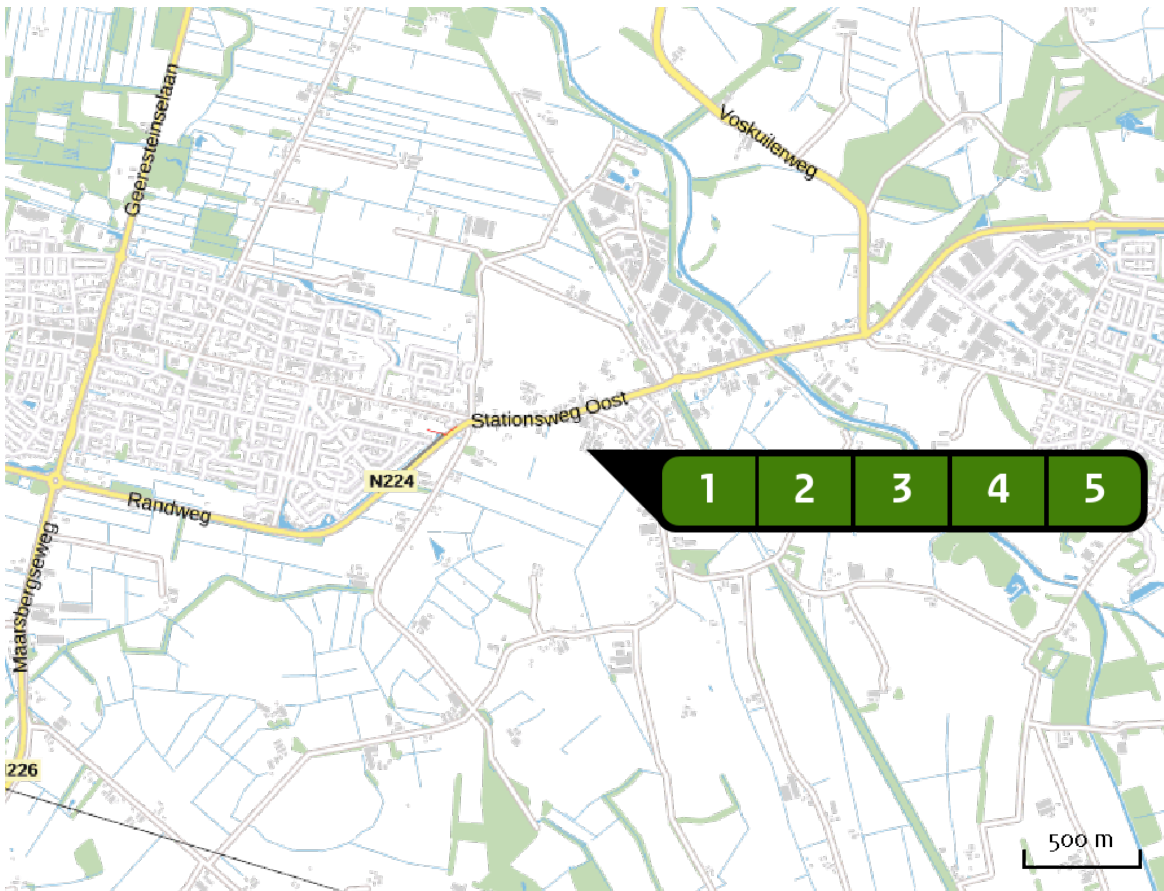 Geeresteinselaan
Voskuilerweg
Stationsweg Oost
N224
Randweg
1 2 3 4 5
Maarsbergseweg
226
500 m